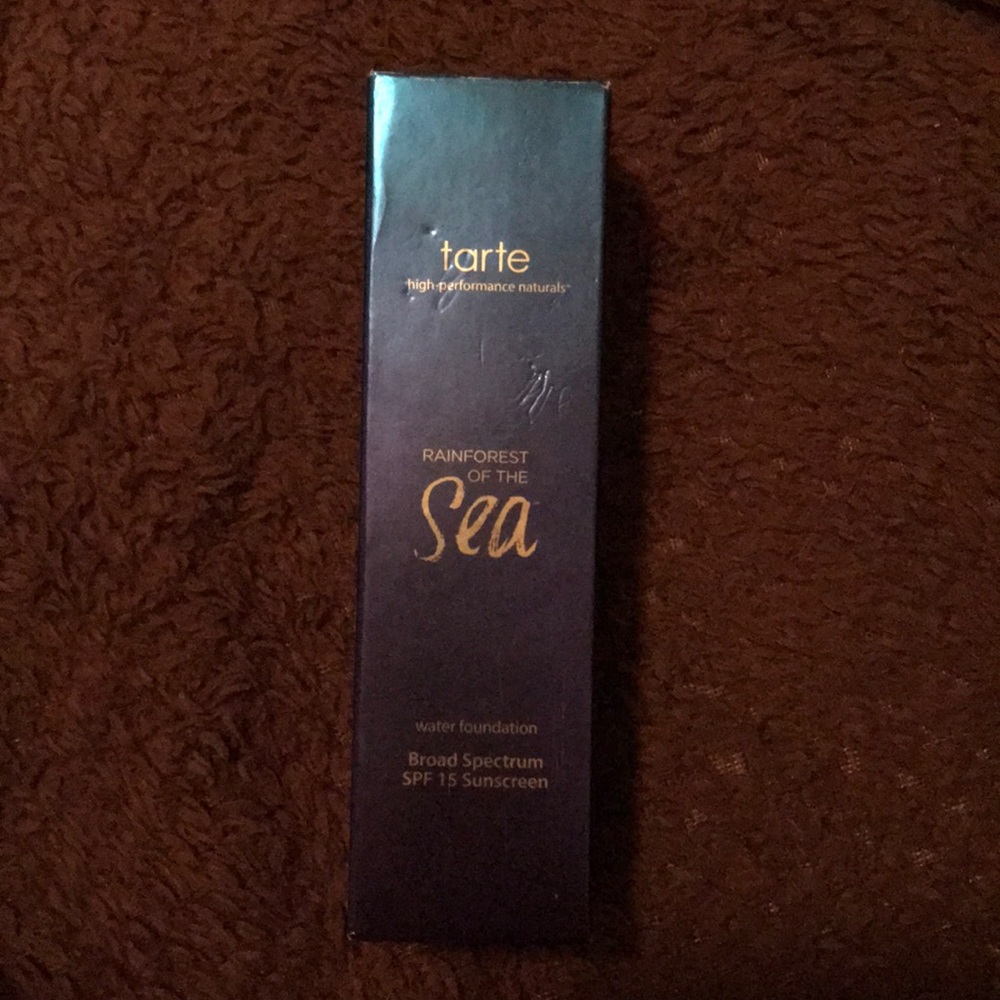 tarte
high-performance naturals™
RAINFOREST
OF THE
Sea™
water foundation
Broad Spectrum
SPF 15 Sunscreen